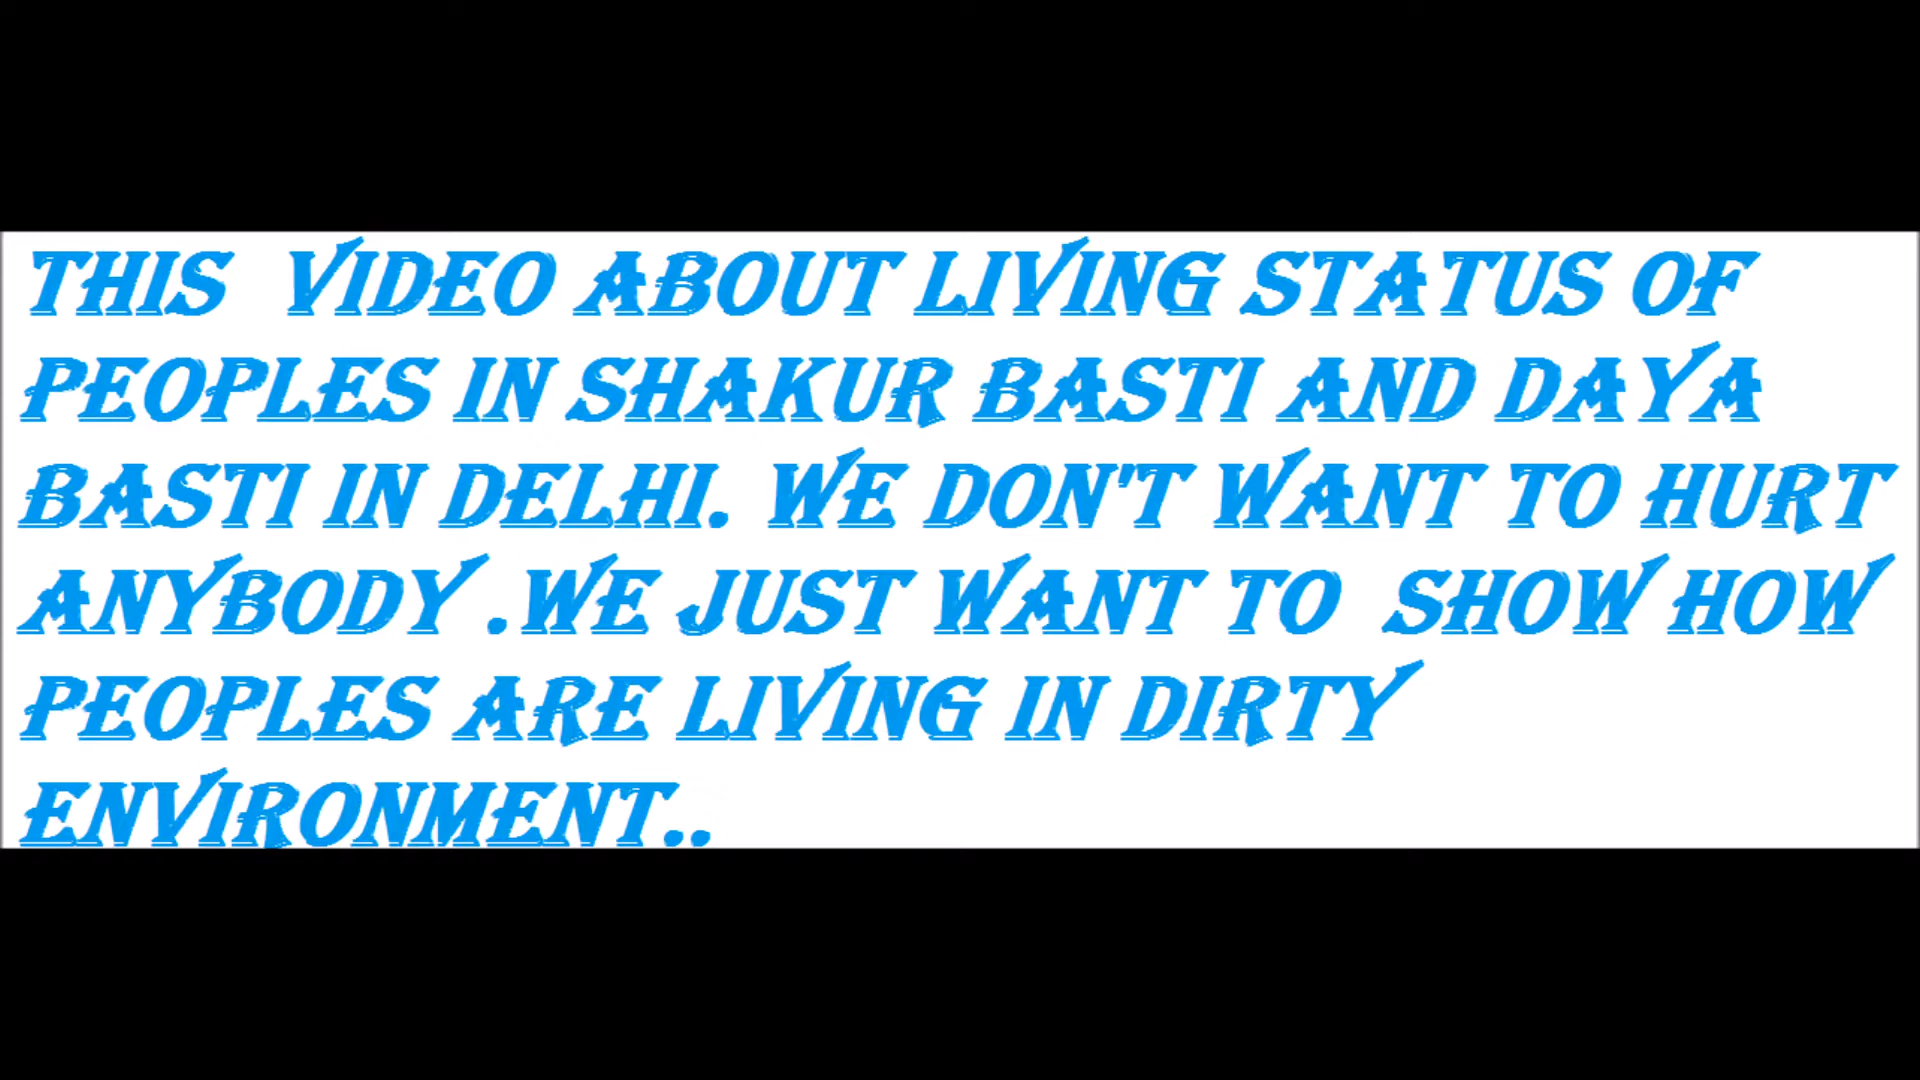 THIS  VIDEO ABOUT LIVING STATUS OF
PEOPLES IN SHAKUR BASTI AND DAYA
BASTI IN DELHI. WE DON'T WANT TO HURT
ANYBODY .WE JUST WANT TO  SHOW HOW
PEOPLES ARE LIVING IN DIRTY
ENVIRONMENT..